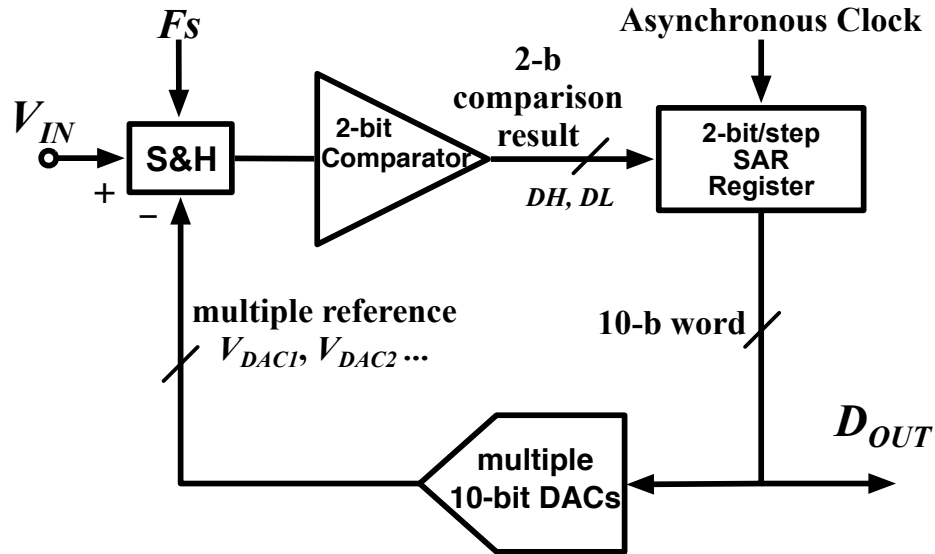 Fs
Asynchronous Clock
V_IN
+
−
S&H
2-bit
Comparator
2-b
comparison
result
DH, DL
2-bit/step
SAR
Register
multiple reference
V_DAC1, V_DAC2 ...
10-b word
multiple
10-bit DACs
D_OUT